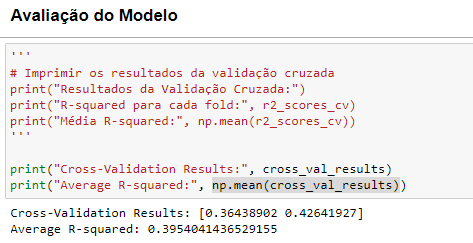 Avaliação do Modelo
'''
# Imprimir os resultados da validação cruzada
print("Resultados da Validação Cruzada:")
print("R-squared para cada fold:", r2_scores_cv)
print("Média R-squared:", np.mean(r2_scores_cv))
'''
print("Cross-Validation Results:", cross_val_results)
print("Average R-squared:", np.mean(cross_val_results))
Cross-Validation Results: [0.36438902 0.42641927]
Average R-squared: 0.3954041436529155